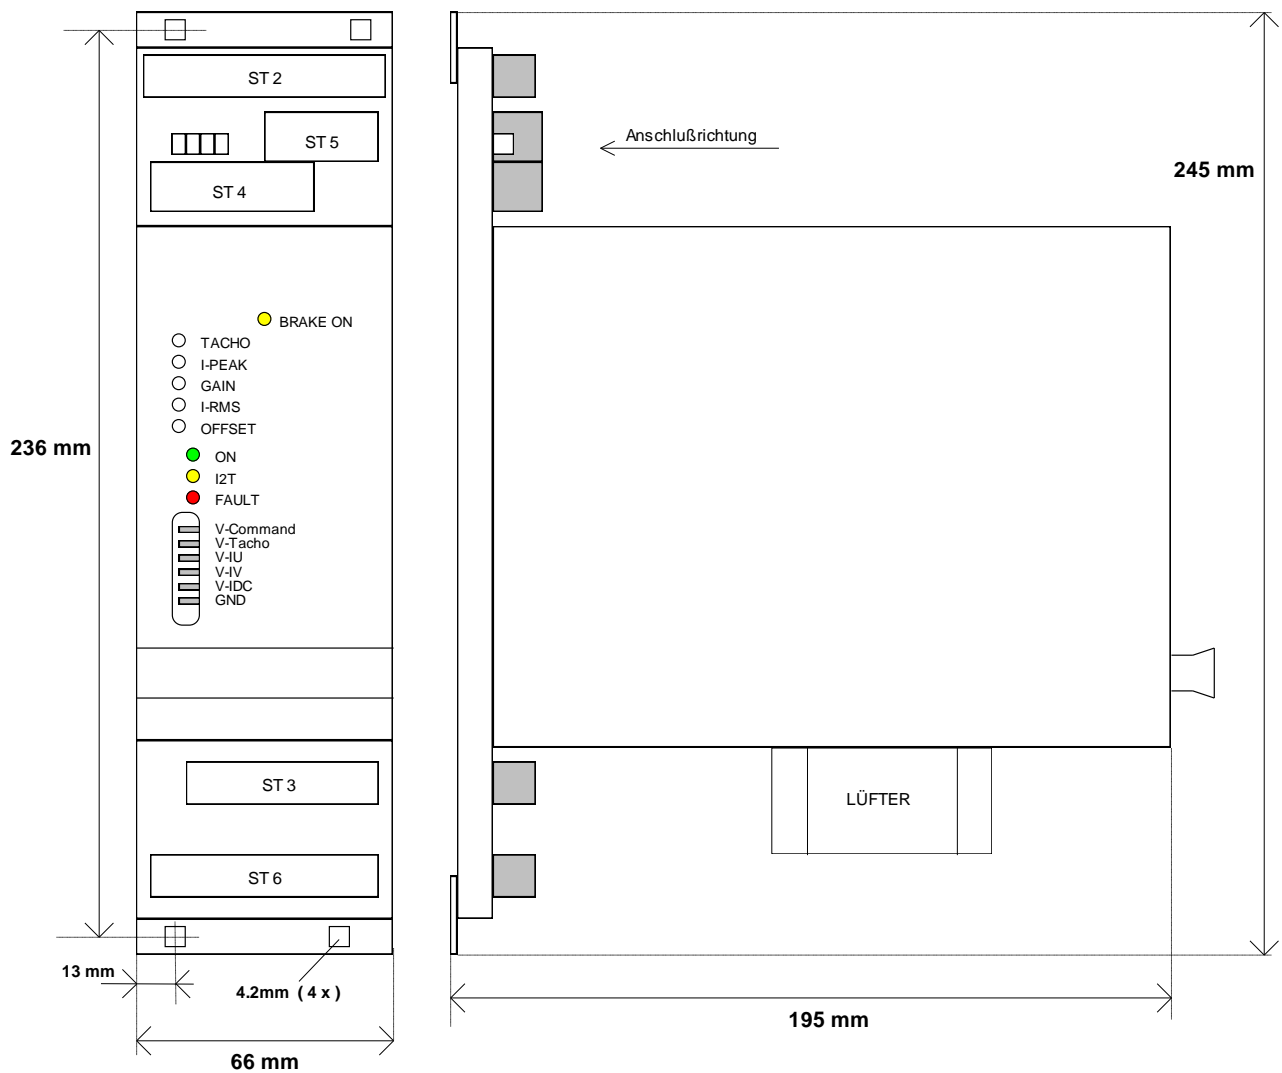 ST 2
ST 5
Anschlußrichtung
245 mm
ST 4
BRAKE ON
TACHO
I-PEAK
GAIN
I-RMS
OFFSET
236 mm
ON
I2T
FAULT
V-Command
V-Tacho
V-IU
V-IV
V-IDC
GND
ST 3
LÜFTER
ST 6
13 mm
4.2mm ( 4 x )
195 mm
66 mm